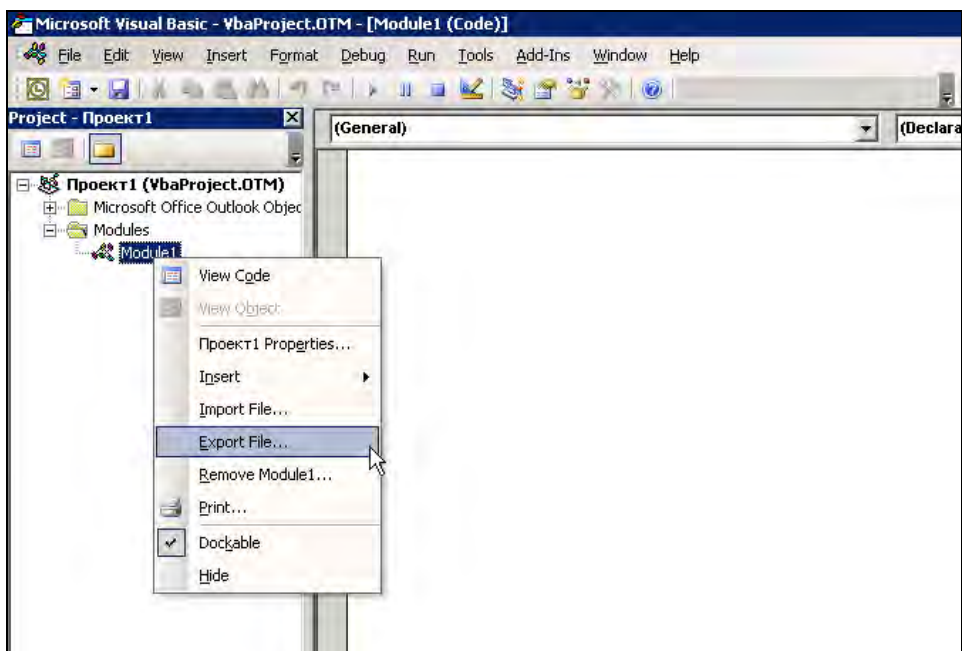 Microsoft Visual Basic - VbaProject.OTM - [Module1 (Code)]
File Edit View Insert Format Debug Run Tools Add-Ins Window Help
Project - Проект1
(General) (Declara
Проект1 (VbaProject.OTM)
Microsoft Office Outlook Objec
Modules
Module1
View Code
View Object
Проект1 Properties...
Insert
Import File...
Export File...
Remove Module1...
Print...
Dockable
Hide